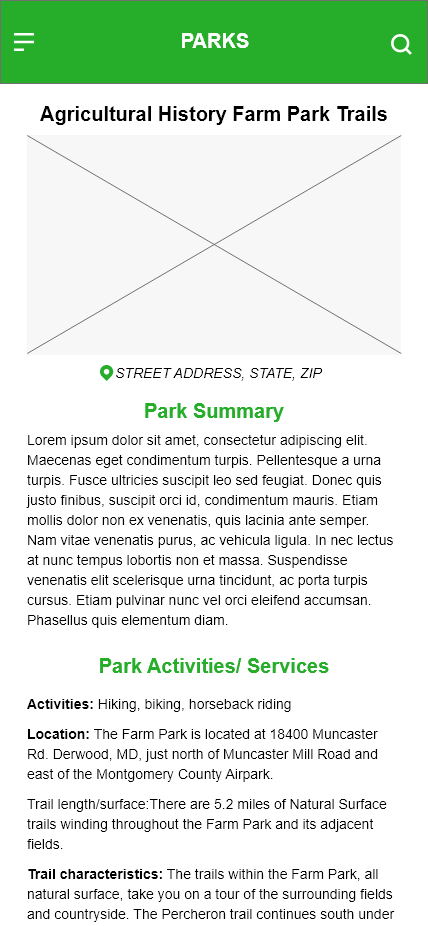 PARKS
Agricultural History Farm Park Trails
STREET ADDRESS, STATE, ZIP
Park Summary
Lorem ipsum dolor sit amet, consectetur adipiscing elit.
Maecenas eget condimentum turpis. Pellentesque a urna
turpis. Fusce ultricies suscipit leo sed feugiat. Donec quis
justo finibus, suscipit orci id, condimentum mauris. Etiam
mollis dolor non ex venenatis, quis lacinia ante semper.
Nam vitae venenatis purus, ac vehicula ligula. In nec lectus
at nunc tempus lobortis non et massa. Suspendisse
venenatis elit scelerisque urna tincidunt, ac porta turpis
cursus. Etiam pulvinar nunc vel orci eleifend accumsan.
Phasellus quis elementum diam.
Park Activities/ Services
Activities: Hiking, biking, horseback riding
Location: The Farm Park is located at 18400 Muncaster
Rd. Derwood, MD, just north of Muncaster Mill Road and
east of the Montgomery County Airpark.
Trail length/surface:There are 5.2 miles of Natural Surface
trails winding throughout the Farm Park and its adjacent
fields.
Trail characteristics: The trails within the Farm Park, all
natural surface, take you on a tour of the surrounding fields
and countryside. The Percheron trail continues south under